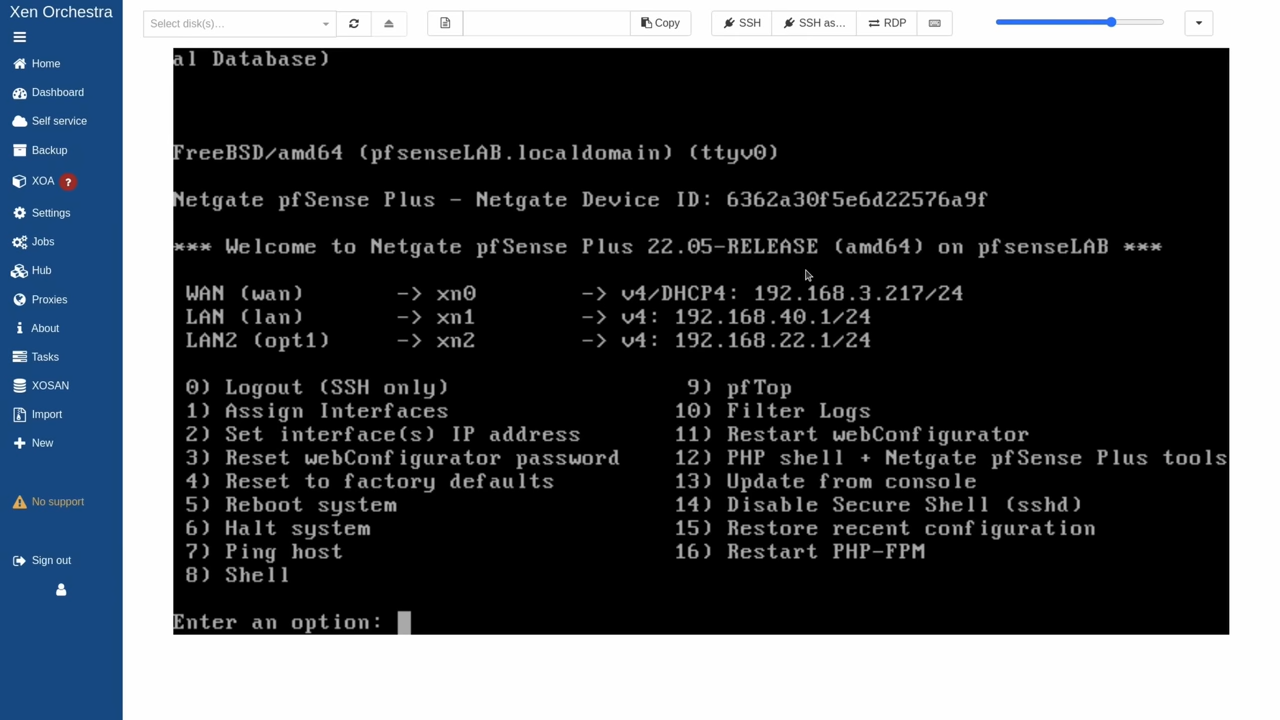 Xen Orchestra
Select disk(s)…
Copy
SSH
SSH as…
RDP
Home
Dashboard
Self service
Backup
XOA ?
Settings
Jobs
Hub
Proxies
About
Tasks
XOSAN
Import
New
No support
Sign out
al Database)
FreeBSD/amd64 (pfsenseLAB.localdomain) (ttyv0)
Netgate pfSense Plus - Netgate Device ID: 6362a30f5e6d22576a9f
*** Welcome to Netgate pfSense Plus 22.05-RELEASE (amd64) on pfsenseLAB ***
WAN (wan) -> xn0 -> v4/DHCP4: 192.168.3.217/24
LAN (lan) -> xn1 -> v4: 192.168.40.1/24
LAN2 (opt1) -> xn2 -> v4: 192.168.22.1/24
0) Logout (SSH only) 9) pfTop
1) Assign Interfaces 10) Filter Logs
2) Set interface(s) IP address 11) Restart webConfigurator
3) Reset webConfigurator password 12) PHP shell + Netgate pfSense Plus tools
4) Reset to factory defaults 13) Update from console
5) Reboot system 14) Disable Secure Shell (sshd)
6) Halt system 15) Restore recent configuration
7) Ping host 16) Restart PHP-FPM
8) Shell
Enter an option: